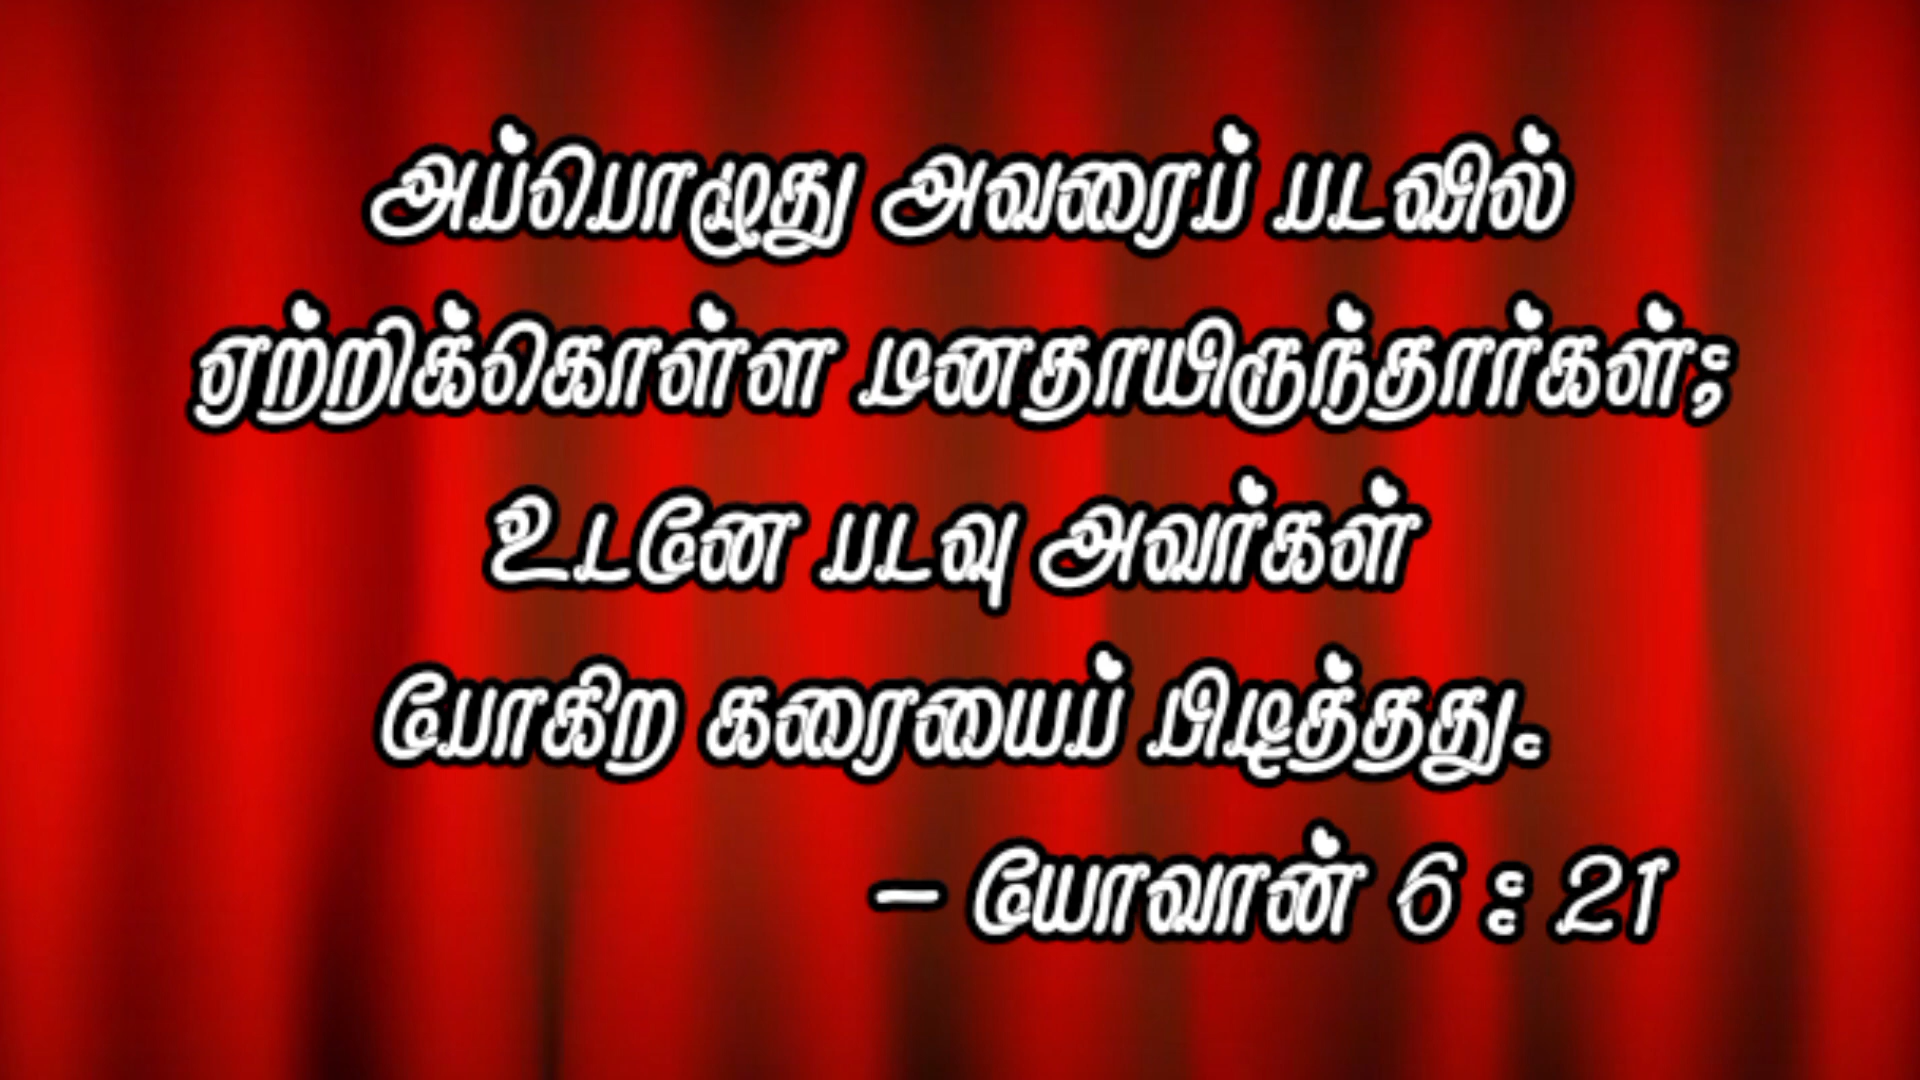 அப்பொழுது அவரைப் படவில்
ஏற்றிக்கொள்ள மனதாயிருந்தார்கள்;
உடனே படவு அவர்கள்
போகிற கரையைப் பிடித்தது.
– யோவான் 6 : 21